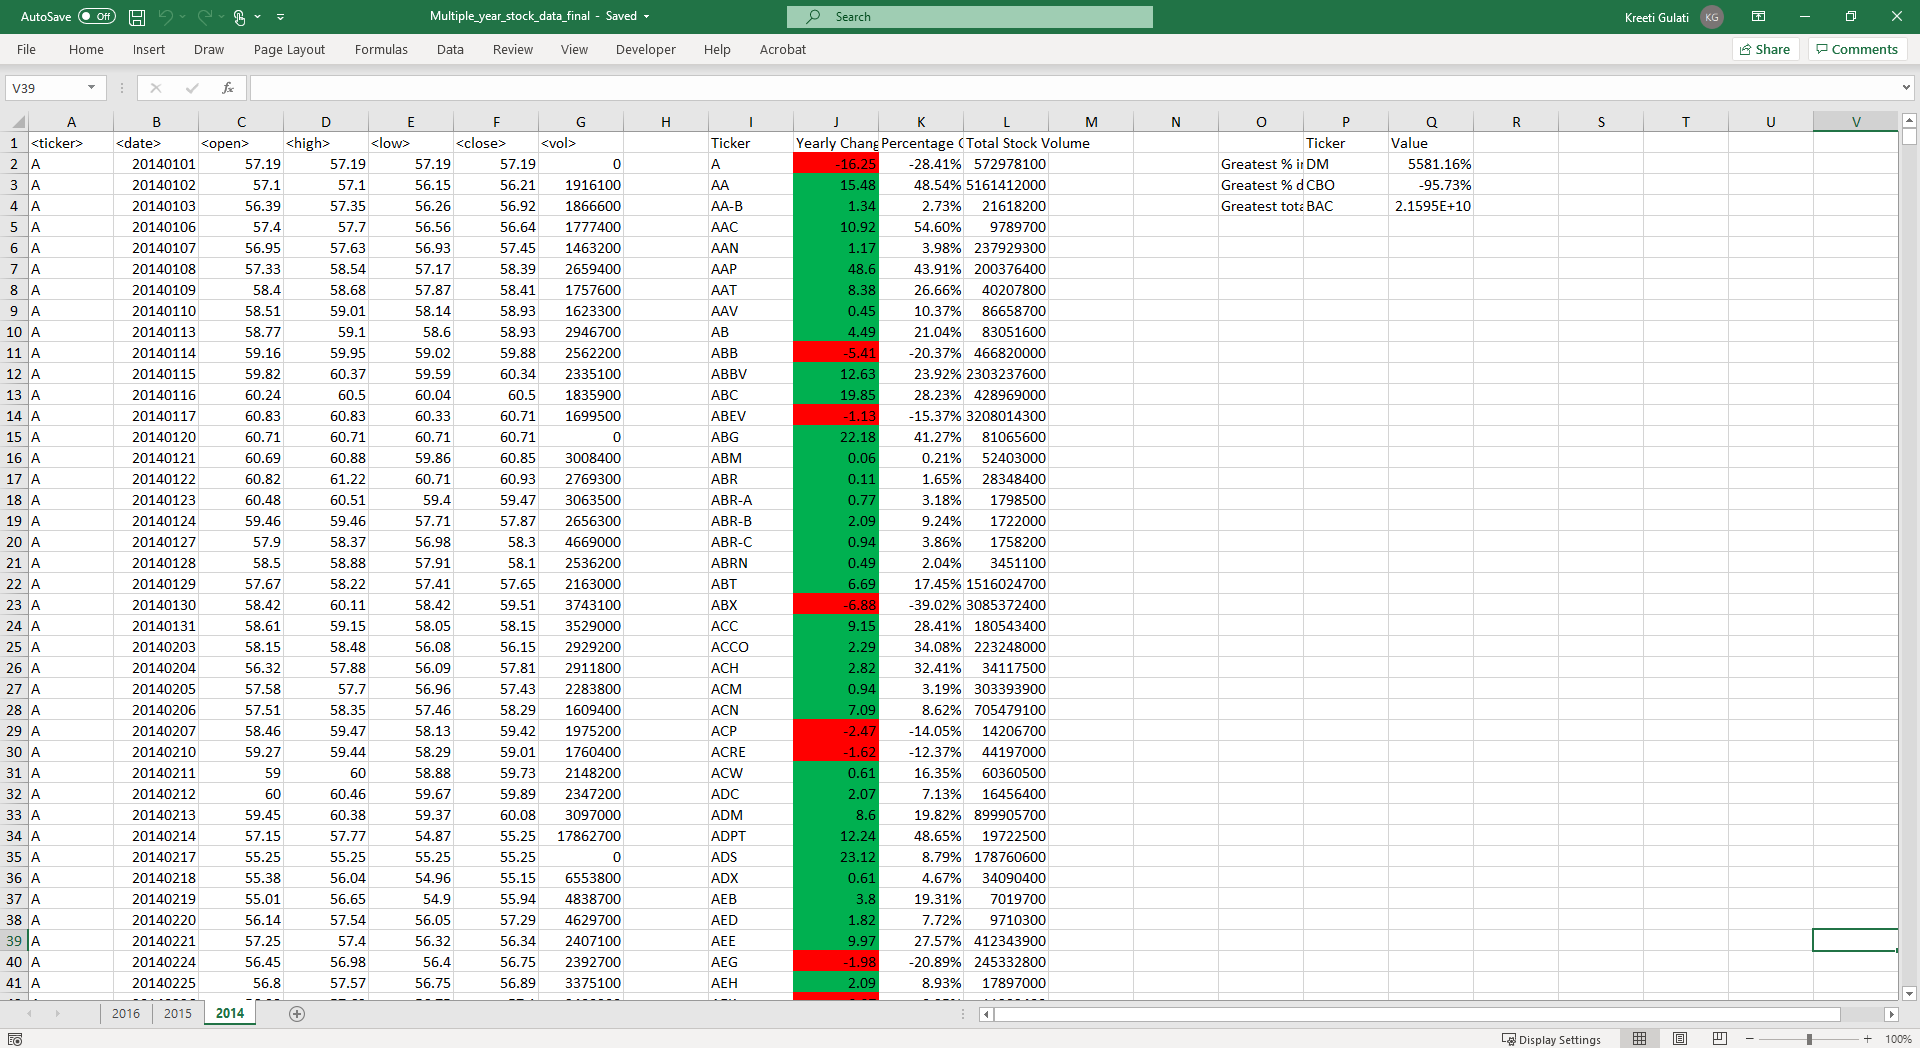 AutoSave Off Multiple_year_stock_data_final - Saved Search Kreeti Gulati KG
File Home Insert Draw Page Layout Formulas Data Review View Developer Help Acrobat Share Comments
V39 fx
A B C D E F G H I J K L M N O P Q R S T U V
1 <ticker> <date> <open> <high> <low> <close> <vol> Ticker Yearly Chang Percentage Total Stock Volume Ticker Value
2 A 20140101 57.19 57.19 57.19 57.19 0 A -16.25 -28.41% 572978100 Greatest % DM 5581.16%
3 A 20140102 57.1 57.1 56.15 56.21 1916100 AA 15.48 48.54% 5161412000 Greatest % d CBO -95.73%
4 A 20140103 56.39 57.35 56.26 56.92 1866600 AA-B 1.34 2.73% 21618200 Greatest tota BAC 2.1595E+10
5 A 20140106 57.4 57.7 56.56 56.64 1777400 AAC 10.92 54.60% 9789700
6 A 20140107 56.95 57.63 56.93 57.45 1463200 AAN 1.17 3.98% 237929300
7 A 20140108 57.33 58.54 57.17 58.39 2659400 AAP 48.6 43.91% 200376400
8 A 20140109 58.4 58.68 57.87 58.41 1757600 AAT 8.38 26.66% 40207800
9 A 20140110 58.51 59.01 58.14 58.93 1623300 AAV 0.45 10.37% 86658700
10 A 20140113 58.77 59.1 58.6 58.93 2946700 AB 4.49 21.04% 83051600
11 A 20140114 59.16 59.95 59.02 59.88 2562200 ABB -5.41 -20.37% 466820000
12 A 20140115 59.82 60.37 59.59 60.34 2335100 ABBV 12.63 23.92% 2303237600
13 A 20140116 60.24 60.5 60.04 60.5 1835900 ABC 19.85 28.23% 428969000
14 A 20140117 60.83 60.83 60.33 60.71 1699500 ABEV -1.13 -15.37% 3208014300
15 A 20140120 60.71 60.71 60.71 60.71 0 ABG 22.18 41.27% 81065600
16 A 20140121 60.69 60.88 59.86 60.85 3008400 ABM 0.06 0.21% 52403000
17 A 20140122 60.82 61.22 60.71 60.93 2769300 ABR 0.11 1.65% 28348400
18 A 20140123 60.48 60.51 59.4 59.47 3063500 ABR-A 0.77 3.18% 1798500
19 A 20140124 59.46 59.46 57.71 57.87 2656300 ABR-B 2.09 9.24% 1722000
20 A 20140127 57.9 58.37 56.98 58.3 4669000 ABR-C 0.94 3.86% 1758200
21 A 20140128 58.5 58.88 57.91 58.1 2536200 ABRN 0.49 2.04% 3451100
22 A 20140129 57.67 58.22 57.41 57.65 2163000 ABT 6.69 17.45% 1516024700
23 A 20140130 58.42 60.11 58.42 59.51 3743100 ABX -6.88 -39.02% 3085372400
24 A 20140131 58.61 59.15 58.05 58.15 3529000 ACC 9.15 28.41% 180543400
25 A 20140203 58.15 58.48 56.08 56.15 2929200 ACCO 2.29 34.08% 223248000
26 A 20140204 56.32 57.88 56.09 57.81 2911800 ACH 2.82 32.41% 34117500
27 A 20140205 57.58 57.7 56.96 57.43 2283800 ACM 0.94 3.19% 303393900
28 A 20140206 57.51 58.35 57.46 58.29 1609400 ACN 7.09 8.62% 705479100
29 A 20140207 58.46 59.47 58.13 59.42 1975200 ACP -2.47 -14.05% 14206700
30 A 20140210 59.27 59.44 58.29 59.01 1760400 ACRE -1.62 -12.37% 44197000
31 A 20140211 59 60 58.88 59.73 2148200 ACW 0.61 16.35% 60360500
32 A 20140212 60 60.46 59.67 59.89 2347200 ADC 2.07 7.13% 16456400
33 A 20140213 59.45 60.38 59.37 60.08 3097000 ADM 8.6 19.82% 899905700
34 A 20140214 57.15 57.77 54.87 55.25 17862700 ADPT 12.24 48.65% 19722500
35 A 20140217 55.25 55.25 55.25 55.25 0 ADS 23.12 8.79% 178760600
36 A 20140218 55.38 56.04 54.96 55.15 6553800 ADX 0.61 4.67% 34090400
37 A 20140219 55.01 56.65 54.9 55.94 4838700 AEB 3.8 19.31% 7019700
38 A 20140220 56.14 57.54 56.05 57.29 4629700 AED 1.82 7.72% 9710300
39 A 20140221 57.25 57.4 56.32 56.34 2407100 AEE 9.97 27.57% 412343900
40 A 20140224 56.45 56.98 56.4 56.75 2392700 AEG -1.98 -20.89% 245332800
41 A 20140225 56.8 57.57 56.75 56.89 3375100 AEH 2.09 8.93% 17897000
2016 2015 2014
Display Settings 100%